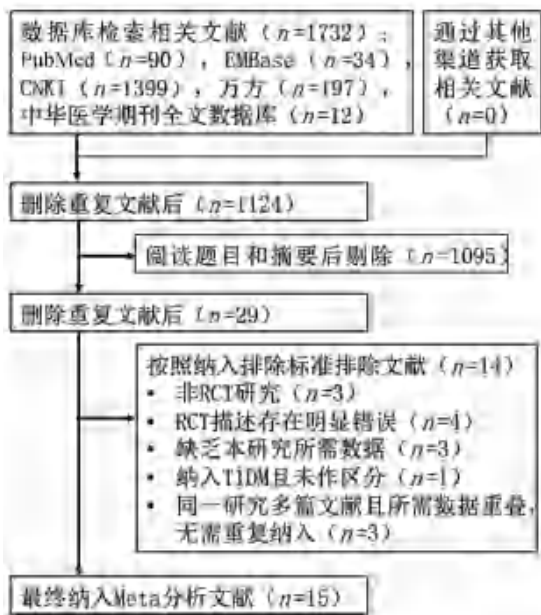 数据库检索相关文献（n=1732）：
PubMed（n=90），EMBase（n=34），
CNKI（n=1399），万方（n=197），
中华医学期刊全文数据库（n=12）
通过其他
渠道获取
相关文献
（n=0）
删除重复文献后（n=1124）
阅读题目和摘要后剔除（n=1095）
删除重复文献后（n=29）
按照纳入排除标准排除文献（n=14）
• 非RCT研究（n=3）
• RCT描述存在明显错误（n=4）
• 缺乏本研究所需数据（n=3）
• 纳入T1DM且未作区分（n=1）
• 同一研究多篇文献且所需数据重叠，
无需重复纳入（n=3）
最终纳入Meta分析文献（n=15）